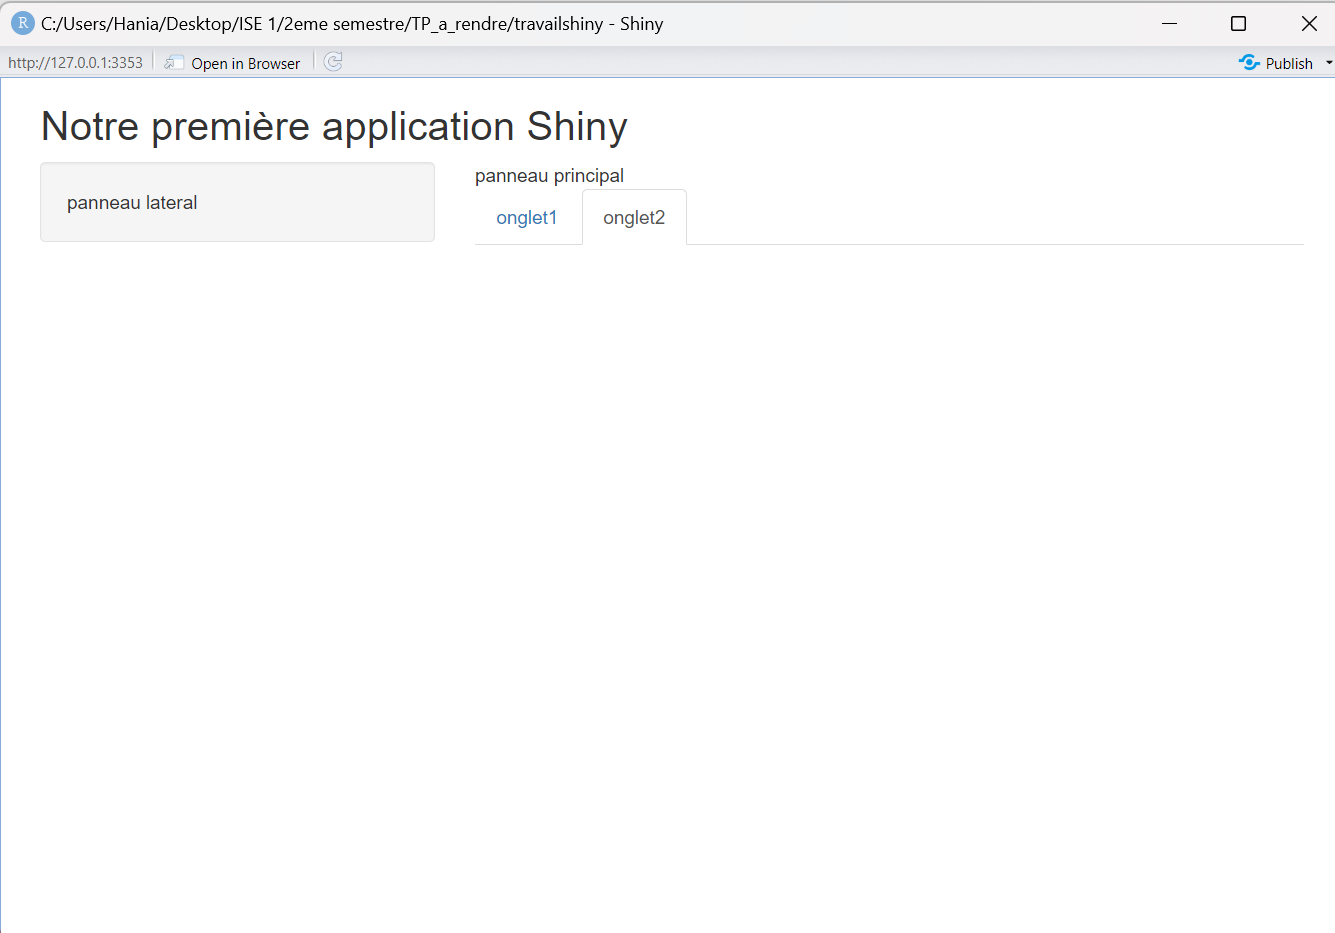 R C:/Users/Hania/Desktop/ISE 1/2eme semestre/TP_a_rendre/travailshiny - Shiny
http://127.0.0.1:3353 Open in Browser Publish
Notre première application Shiny
panneau lateral
panneau principal
onglet1 onglet2